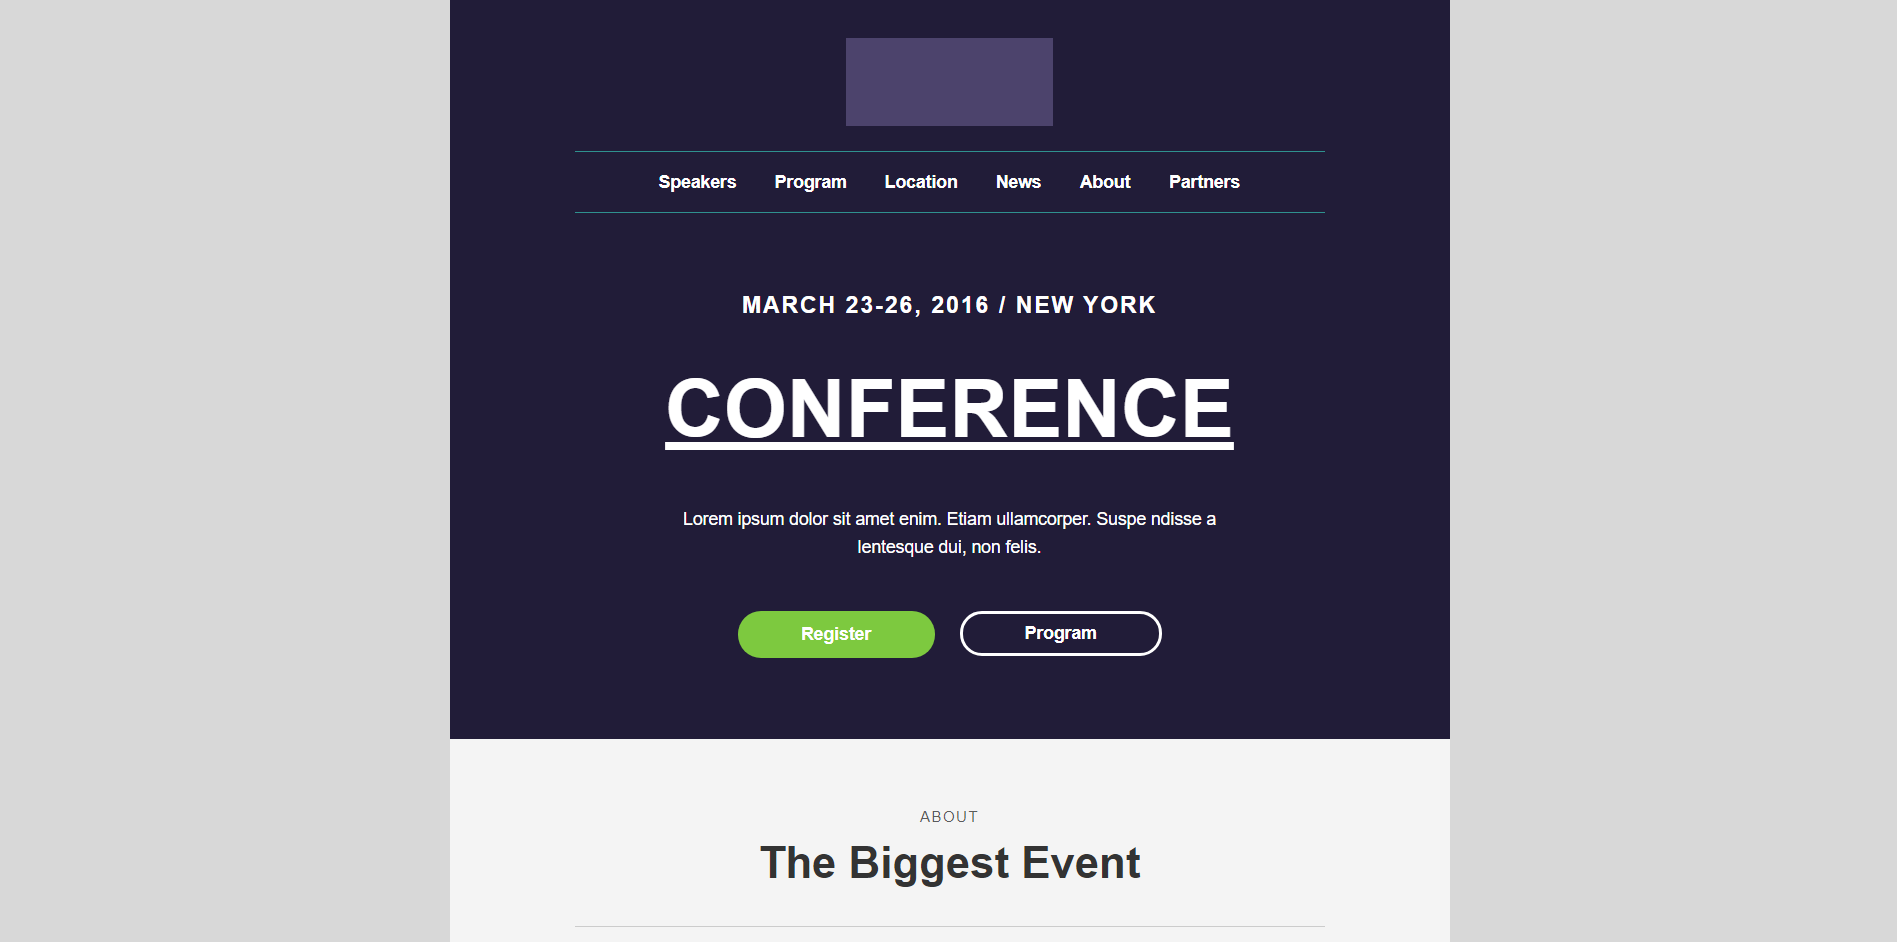 Speakers Program Location News About Partners
MARCH 23-26, 2016 / NEW YORK
CONFERENCE
Lorem ipsum dolor sit amet enim. Etiam ullamcorper. Suspe ndisse a
lentesque dui, non felis.
Register Program
ABOUT
The Biggest Event